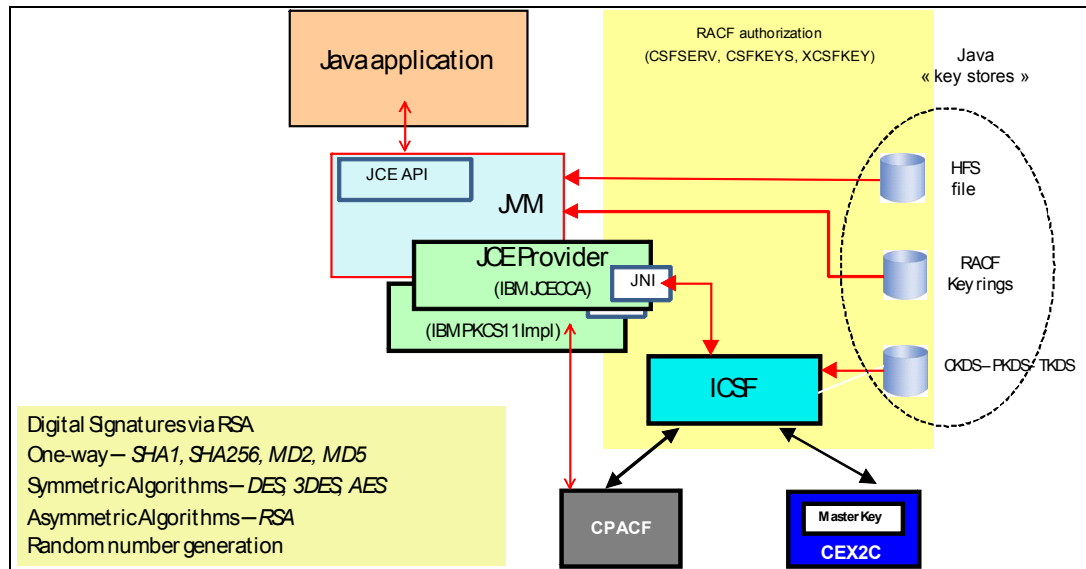 Java application
RACF authorization
(CSFSERV, CSFKEYS, XCSFKEY)
Java
« key stores »
JCE API
JVM
HFS
file
JCE Provider
(IBMJCECCA)
JNI
(IBMPKCS11Impl)
RACF
Key rings
ICSF
CKDS–PKDS-TKDS
Digital Signatures via RSA
One-way – SHA1, SHA256, MD2, MD5
Symmetric Algorithms – DES, 3DES, AES
Asymmetric Algorithms – RSA
Random number generation
CPACF
Master Key
CEX2C